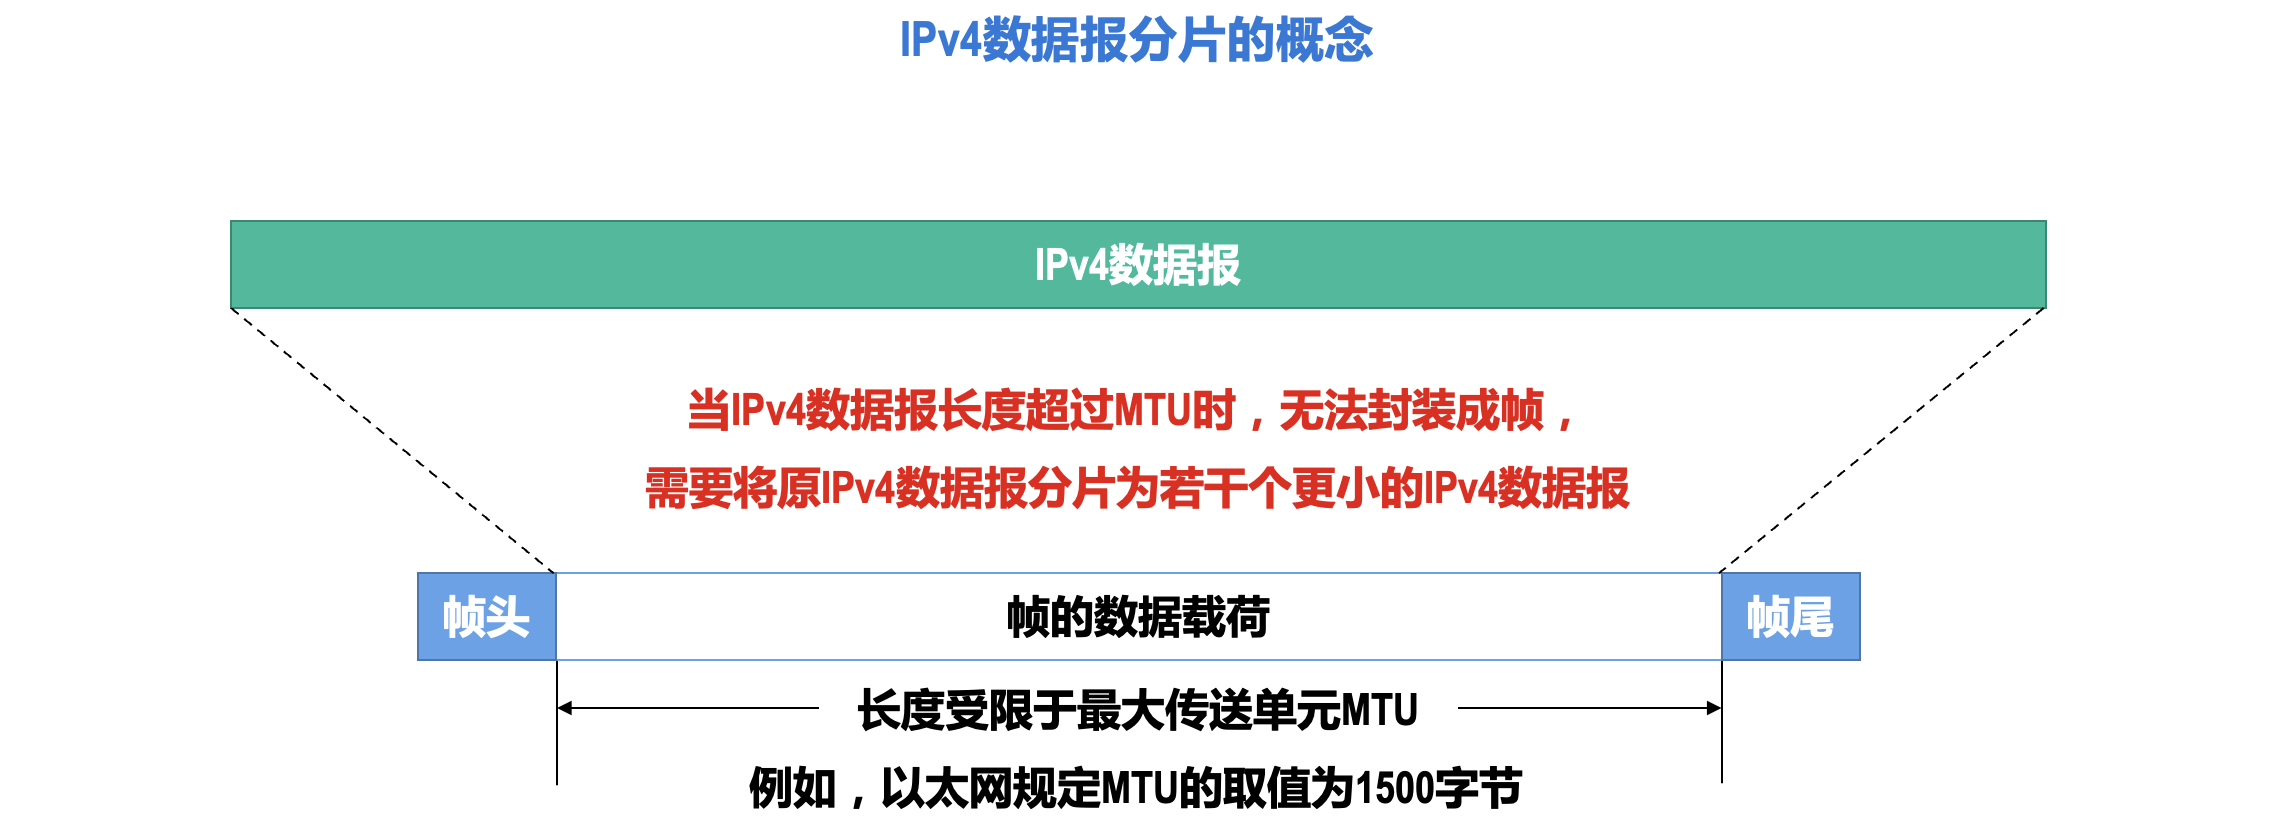 IPv4数据报分片的概念
IPv4数据报
当IPv4数据报长度超过MTU时，无法封装成帧，
需要将原IPv4数据报分片为若干个更小的IPv4数据报
帧头 帧的数据载荷 帧尾
长度受限于最大传送单元MTU
例如，以太网规定MTU的取值为1500字节